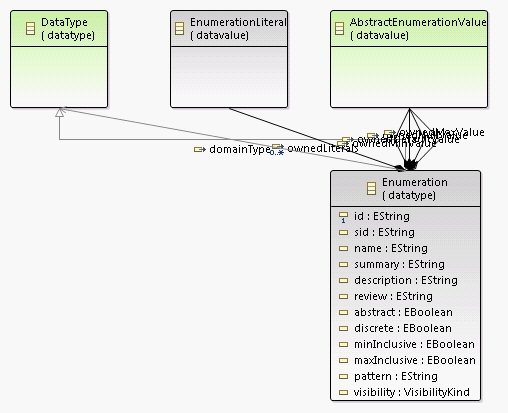 DataType
( datatype)
EnumerationLiteral
( datavalue)
AbstractEnumerationValue
( datavalue)
ownedMaxValue
ownedMinValue
domainType
0..*
ownedLiterals
Enumeration
( datatype)
id : EString
sid : EString
name : EString
summary : EString
description : EString
review : EString
abstract : EBoolean
discrete : EBoolean
minInclusive : EBoolean
maxInclusive : EBoolean
pattern : EString
visibility : VisibilityKind